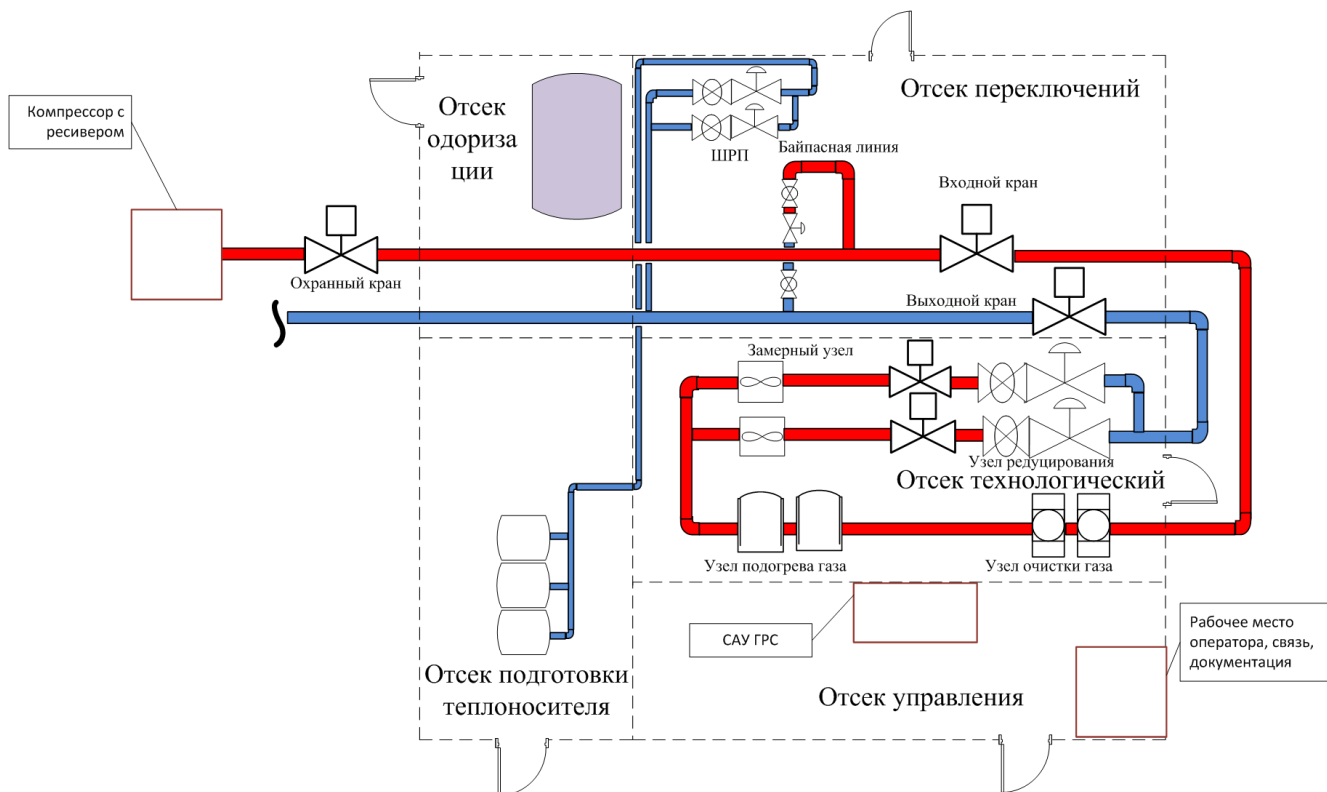 Компрессор с
ресивером
Отсек
одориза
ции
Отсек переключений
ШРП
Байпасная линия
Входной кран
Охранный кран
Выходной кран
Замерный узел
Узел редуцирования
Отсек технологический
Узел подогрева газа
Узел очистки газа
САУ ГРС
Рабочее место
оператора, связь,
документация
Отсек подготовки
теплоносителя
Отсек управления